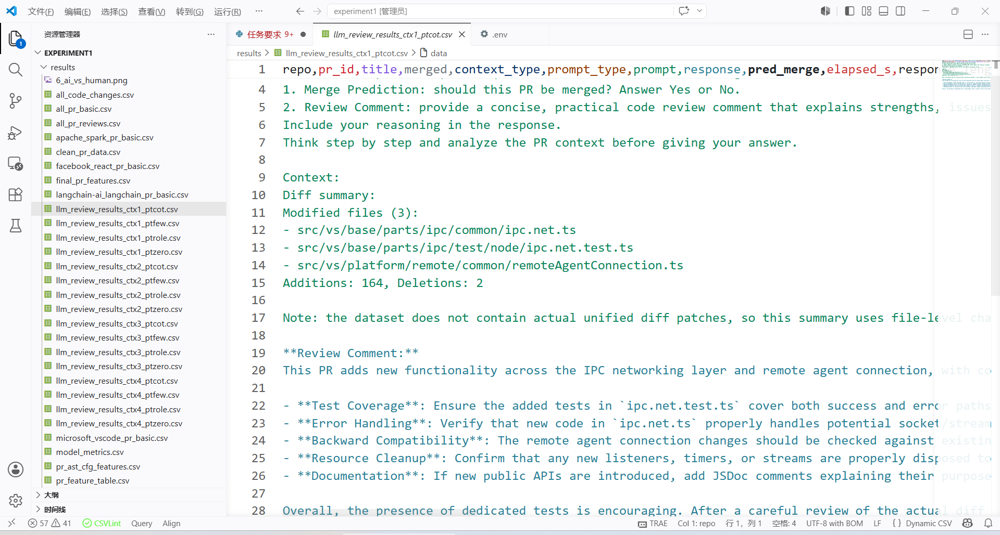 文件(F) 编辑(E) 选择(S) 查看(V) 转到(G) 运行(R) ··· experiment1 [管理员]
资源管理器 ···
EXPERIMENT1
results
6_ai_vs_human.png
all_code_changes.csv
all_pr_basic.csv
all_pr_reviews.csv
apache_spark_pr_basic.csv
clean_pr_data.csv
facebook_react_pr_basic.csv
final_pr_features.csv
langchain-ai_langchain_pr_basic.csv
llm_review_results_ctx1_ptcot.csv
llm_review_results_ctx1_ptfew.csv
llm_review_results_ctx1_ptrole.csv
llm_review_results_ctx1_ptzero.csv
llm_review_results_ctx2_ptcot.csv
llm_review_results_ctx2_ptfew.csv
llm_review_results_ctx2_ptrole.csv
llm_review_results_ctx2_ptzero.csv
llm_review_results_ctx3_ptcot.csv
llm_review_results_ctx3_ptfew.csv
llm_review_results_ctx3_ptrole.csv
llm_review_results_ctx3_ptzero.csv
llm_review_results_ctx4_ptcot.csv
llm_review_results_ctx4_ptfew.csv
llm_review_results_ctx4_ptrole.csv
llm_review_results_ctx4_ptzero.csv
microsoft_vscode_pr_basic.csv
model_metrics.csv
pr_ast_cfg_features.csv
pr_feature_table.csv
大纲
时间线
1
任务要求 9+ ● llm_review_results_ctx1_ptcot.csv .env
results > llm_review_results_ctx1_ptcot.csv > data
1 repo,pr_id,title,merged,context_type,prompt_type,prompt,response,pred_merge,elapsed_s,respon
4 1. Merge Prediction: should this PR be merged? Answer Yes or No.
5 2. Review Comment: provide a concise, practical code review comment that explains strengths, issues
6 Include your reasoning in the response.
7 Think step by step and analyze the PR context before giving your answer.
8
9 Context:
10 Diff summary:
11 Modified files (3):
12 - src/vs/base/parts/ipc/common/ipc.net.ts
13 - src/vs/base/parts/ipc/test/node/ipc.net.test.ts
14 - src/vs/platform/remote/common/remoteAgentConnection.ts
15 Additions: 164, Deletions: 2
16
17 Note: the dataset does not contain actual unified diff patches, so this summary uses file-level cha
18
19 **Review Comment:**
20 This PR adds new functionality across the IPC networking layer and remote agent connection, with co
21
22 - **Test Coverage**: Ensure the added tests in `ipc.net.test.ts` cover both success and error paths
23 - **Error Handling**: Verify that new code in `ipc.net.ts` properly handles potential socket/stream
24 - **Backward Compatibility**: The remote agent connection changes should be checked against existin
25 - **Resource Cleanup**: Confirm that any new listeners, timers, or streams are properly disposed to
26 - **Documentation**: If new public APIs are introduced, add JSDoc comments explaining their purpose
27
28 Overall, the presence of dedicated tests is encouraging. After a careful review of the actual diff
57 41 CSVLint Query Align TRAE Col 1: repo 行 1，列 1 空格: 4 UTF-8 with BOM LF { } Dynamic CSV